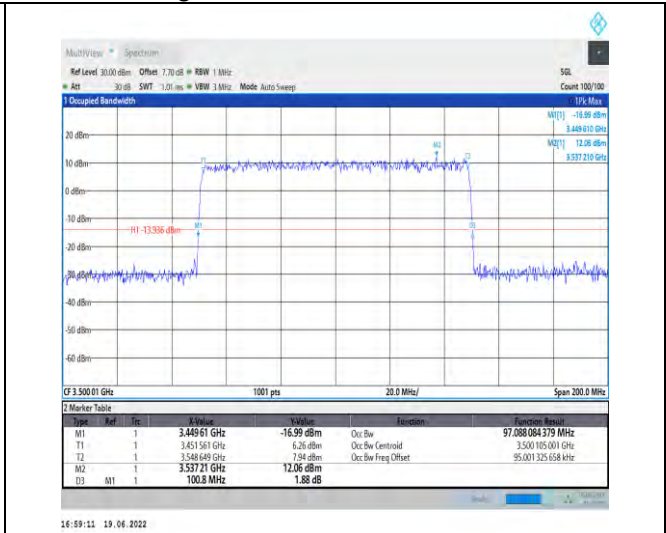 MultiView Spectrum
Ref Level 30.00 dBm Offset 7.70 dB RBW 1 MHz SGL
Att 30 dB SWT 1.01 ms VBW 3 MHz Mode Auto Sweep Count 100/100
1 Occupied Bandwidth 1Pk Max
M1[1] -16.99 dBm
3.449 610 GHz
20 dBm
M2[1] 12.06 dBm
3.537 210 GHz
M2
T1
T2
10 dBm
0 dBm
-10 dBm
M1
D3
H1 -13.936 dBm
-20 dBm
-30 dBm
-40 dBm
-50 dBm
-60 dBm
CF 3.500 01 GHz 1001 pts 20.0 MHz/ Span 200.0 MHz
2 Marker Table
Type Ref Trc X-Value Y-Value Function Function Result
M1 1 3.449 61 GHz -16.99 dBm Occ Bw 97.088 084 379 MHz
T1 1 3.451 561 GHz 6.26 dBm Occ Bw Centroid 3.500 105 001 GHz
T2 1 3.548 649 GHz 7.94 dBm Occ Bw Freq Offset 95.001 325 658 kHz
M2 1 3.537 21 GHz 12.06 dBm
D3 M1 1 100.8 MHz 1.88 dB
16:59:11 19.06.2022